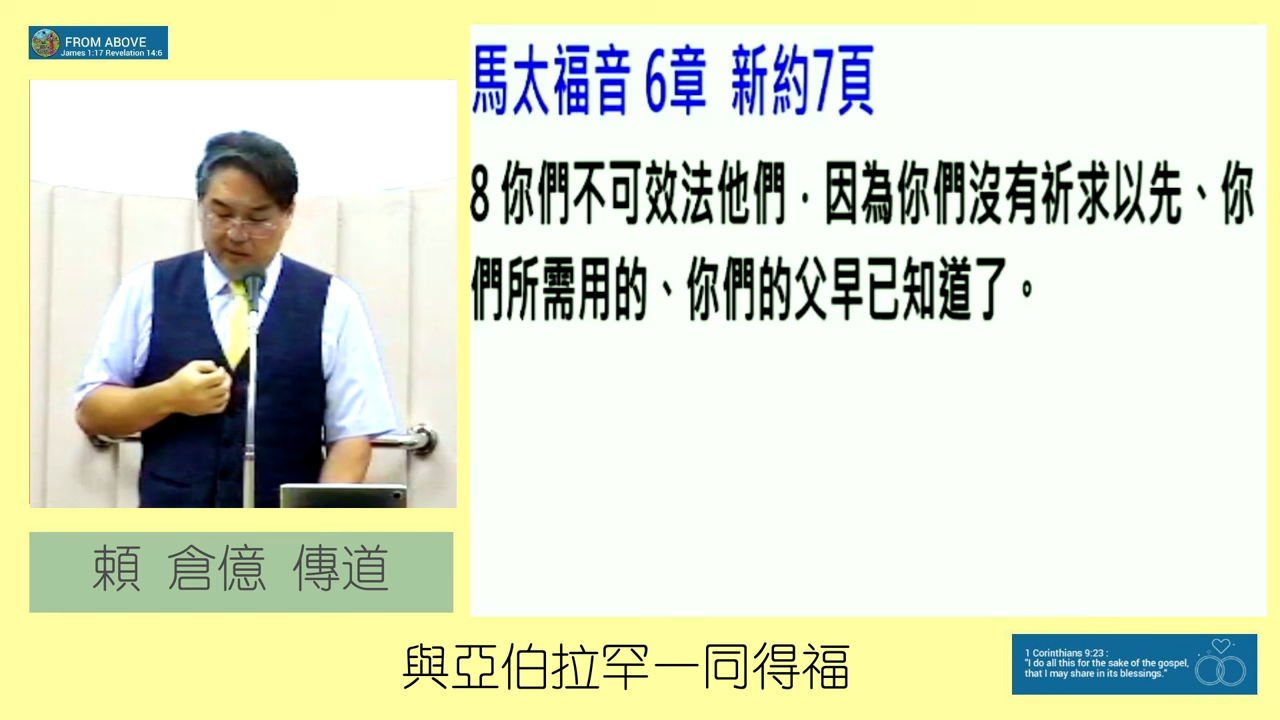 FROM ABOVE
James 1:17 Revelation 14:6
馬太福音 6章 新約7頁
8 你們不可效法他們．因為你們沒有祈求以先、你
們所需用的、你們的父早已知道了。
賴 倉億 傳道
與亞伯拉罕一同得福
1 Corinthians 9:23 :
"I do all this for the sake of the gospel,
that I may share in its blessings."